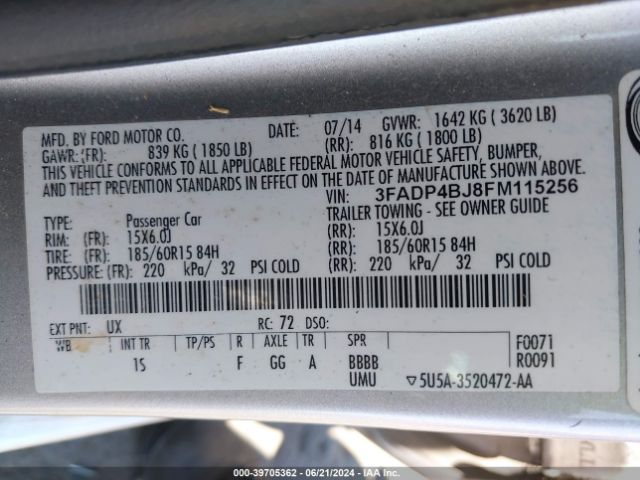 MFD. BY FORD MOTOR CO. DATE: 07/14 GVWR: 1642 KG ( 3620 LB)
GAWR: (FR): 839 KG ( 1850 LB) (RR): 816 KG ( 1800 LB)
THIS VEHICLE CONFORMS TO ALL APPLICABLE FEDERAL MOTOR VEHICLE SAFETY, BUMPER,
AND THEFT PREVENTION STANDARDS IN EFFECT ON THE DATE OF MANUFACTURE SHOWN ABOVE.
VIN: 3FADP4BJ8FM115256
TYPE: Passenger Car TRAILER TOWING - SEE OWNER GUIDE
RIM: (FR): 15X6.0J (RR): 15X6.0J
TIRE: (FR): 185/60R15 84H (RR): 185/60R15 84H
PRESSURE: (FR): 220 kPa/ 32 PSI COLD (RR): 220 kPa/ 32 PSI COLD
EXT PNT: UX RC: 72 DSO:
WB INT TR TP/PS R AXLE TR SPR F0071
1S F GG A BBBB R0091
UMU ▽5U5A-3520472-AA
000-39705362 | 06/21/2024 | IAA Inc.